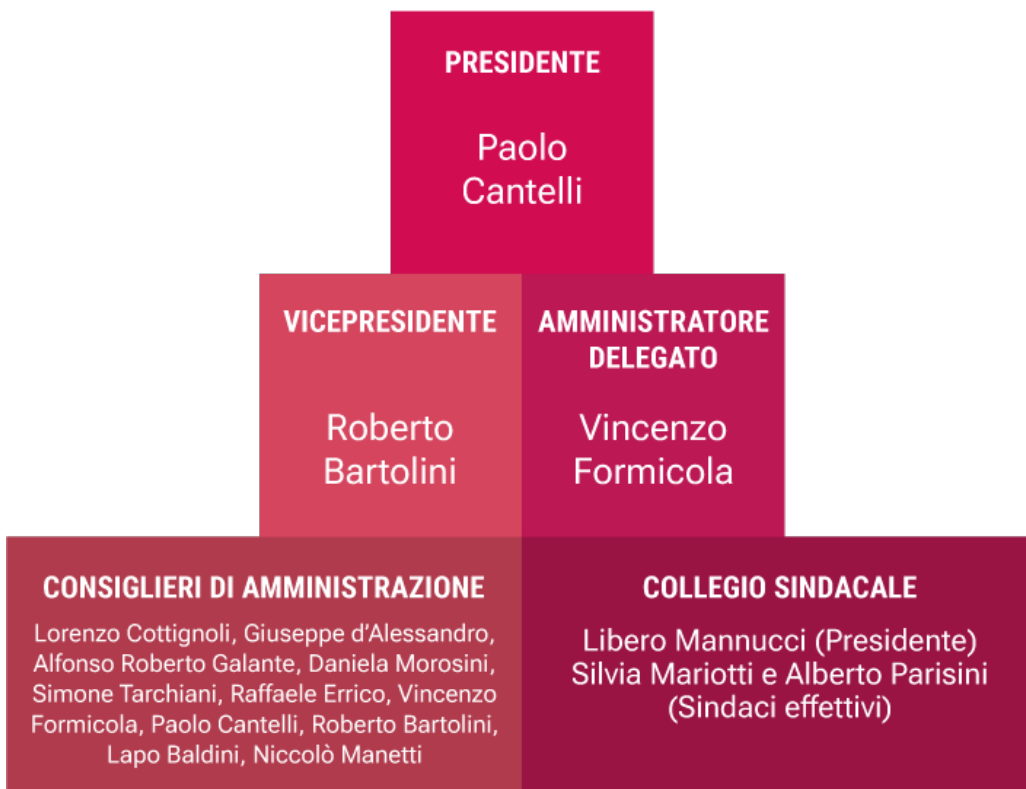 PRESIDENTE
Paolo
Cantelli
VICEPRESIDENTE
Roberto
Bartolini
AMMINISTRATORE
DELEGATO
Vincenzo
Formicola
CONSIGLIERI DI AMMINISTRAZIONE
Lorenzo Cottignoli, Giuseppe d'Alessandro,
Alfonso Roberto Galante, Daniela Morosini,
Simone Tarchiani, Raffaele Errico, Vincenzo
Formicola, Paolo Cantelli, Roberto Bartolini,
Lapo Baldini, Niccolò Manetti
COLLEGIO SINDACALE
Libero Mannucci (Presidente)
Silvia Mariotti e Alberto Parisini
(Sindaci effettivi)